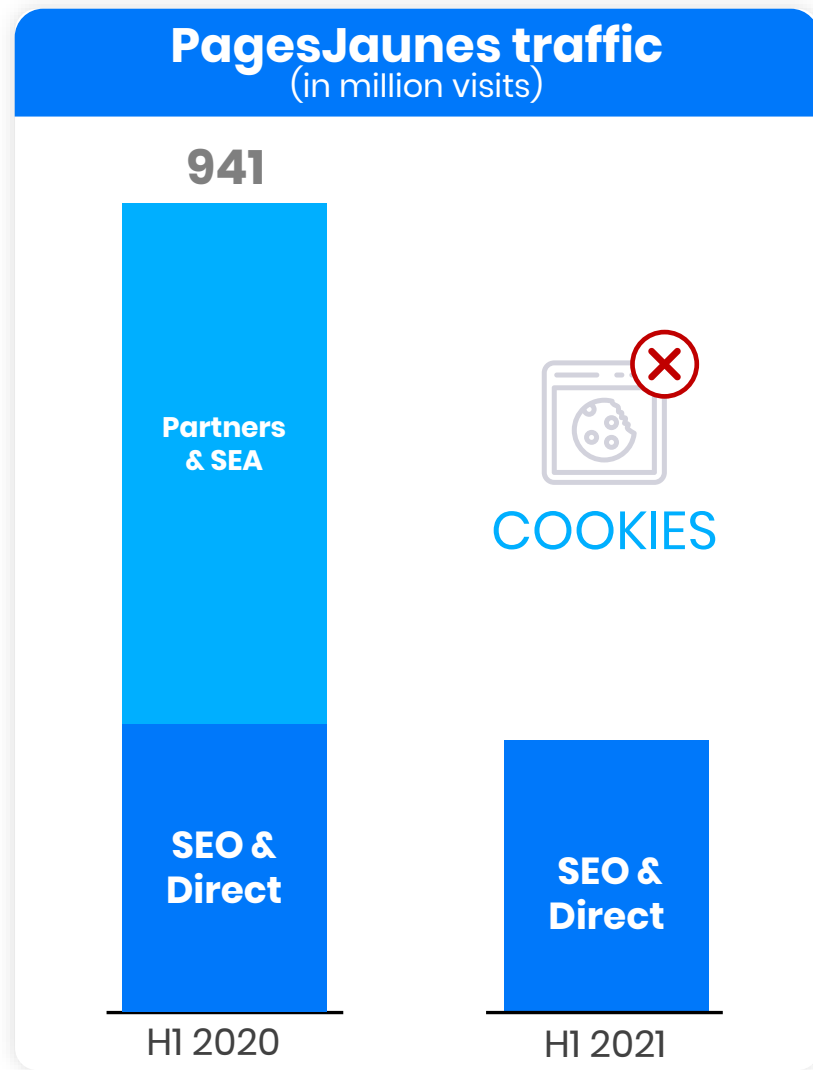 PagesJaunes traffic
(in million visits)
941
Partners
& SEA
COOKIES
SEO &
Direct
SEO &
Direct
H1 2020
H1 2021